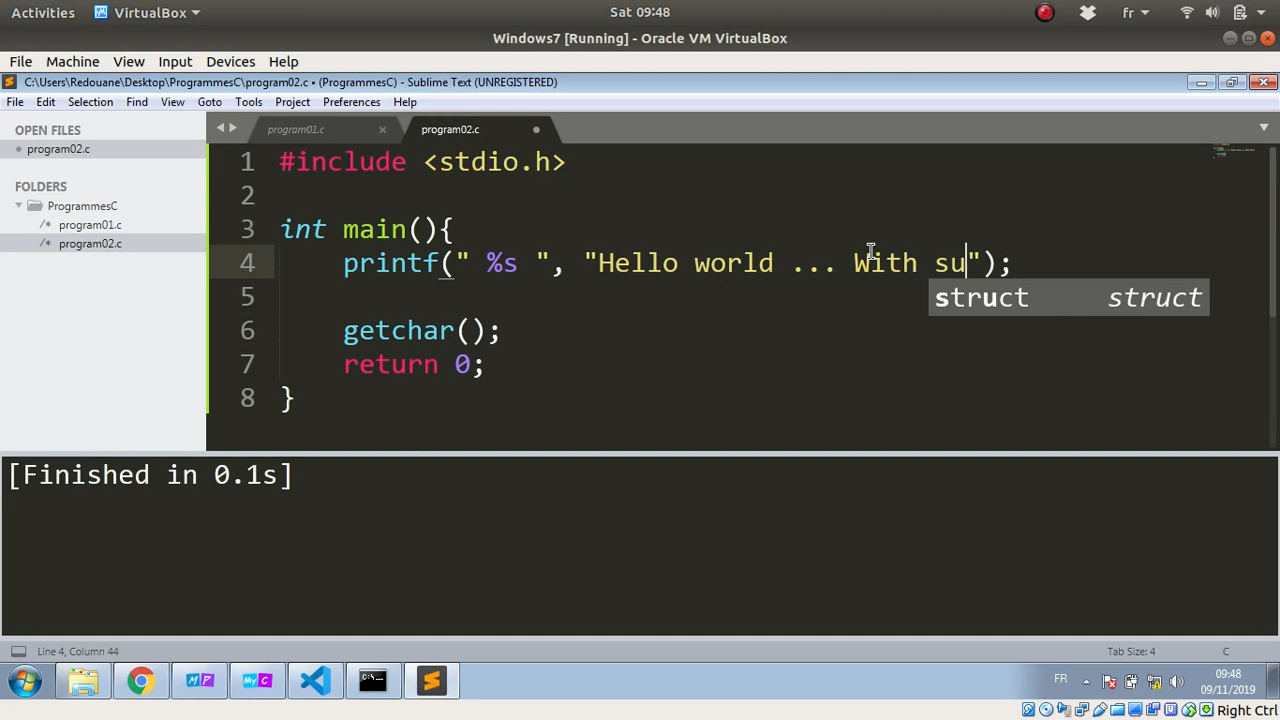 Activities VirtualBox Sat 09:48 fr
Windows7 [Running] - Oracle VM VirtualBox
File Machine View Input Devices Help
C:\Users\Redouane\Desktop\ProgrammesC\program02.c • (ProgrammesC) - Sublime Text (UNREGISTERED)
File Edit Selection Find View Goto Tools Project Preferences Help
OPEN FILES
program02.c
FOLDERS
ProgrammesC
/* program01.c
/* program02.c
program01.c program02.c
1 #include <stdio.h>
2
3 int main(){
4 printf(" %s ", "Hello world ... With su");
struct struct
5
6 getchar();
7 return 0;
8 }
[Finished in 0.1s]
Line 4, Column 44 Tab Size: 4 C
MP MyC C:\_ FR 09:48
09/11/2019
Right Ctrl